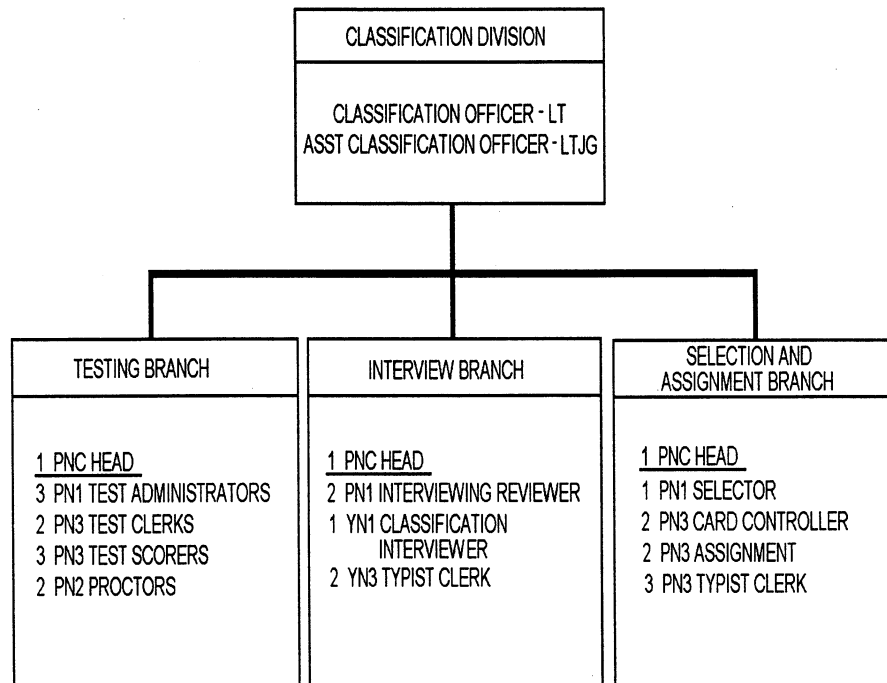 CLASSIFICATION DIVISION
CLASSIFICATION OFFICER - LT
ASST CLASSIFICATION OFFICER - LTJG
TESTING BRANCH
1 PNC HEAD
3 PN1 TEST ADMINISTRATORS
2 PN3 TEST CLERKS
3 PN3 TEST SCORERS
2 PN2 PROCTORS
INTERVIEW BRANCH
1 PNC HEAD
2 PN1 INTERVIEWING REVIEWER
1 YN1 CLASSIFICATION
INTERVIEWER
2 YN3 TYPIST CLERK
SELECTION AND
ASSIGNMENT BRANCH
1 PNC HEAD
1 PN1 SELECTOR
2 PN3 CARD CONTROLLER
2 PN3 ASSIGNMENT
3 PN3 TYPIST CLERK